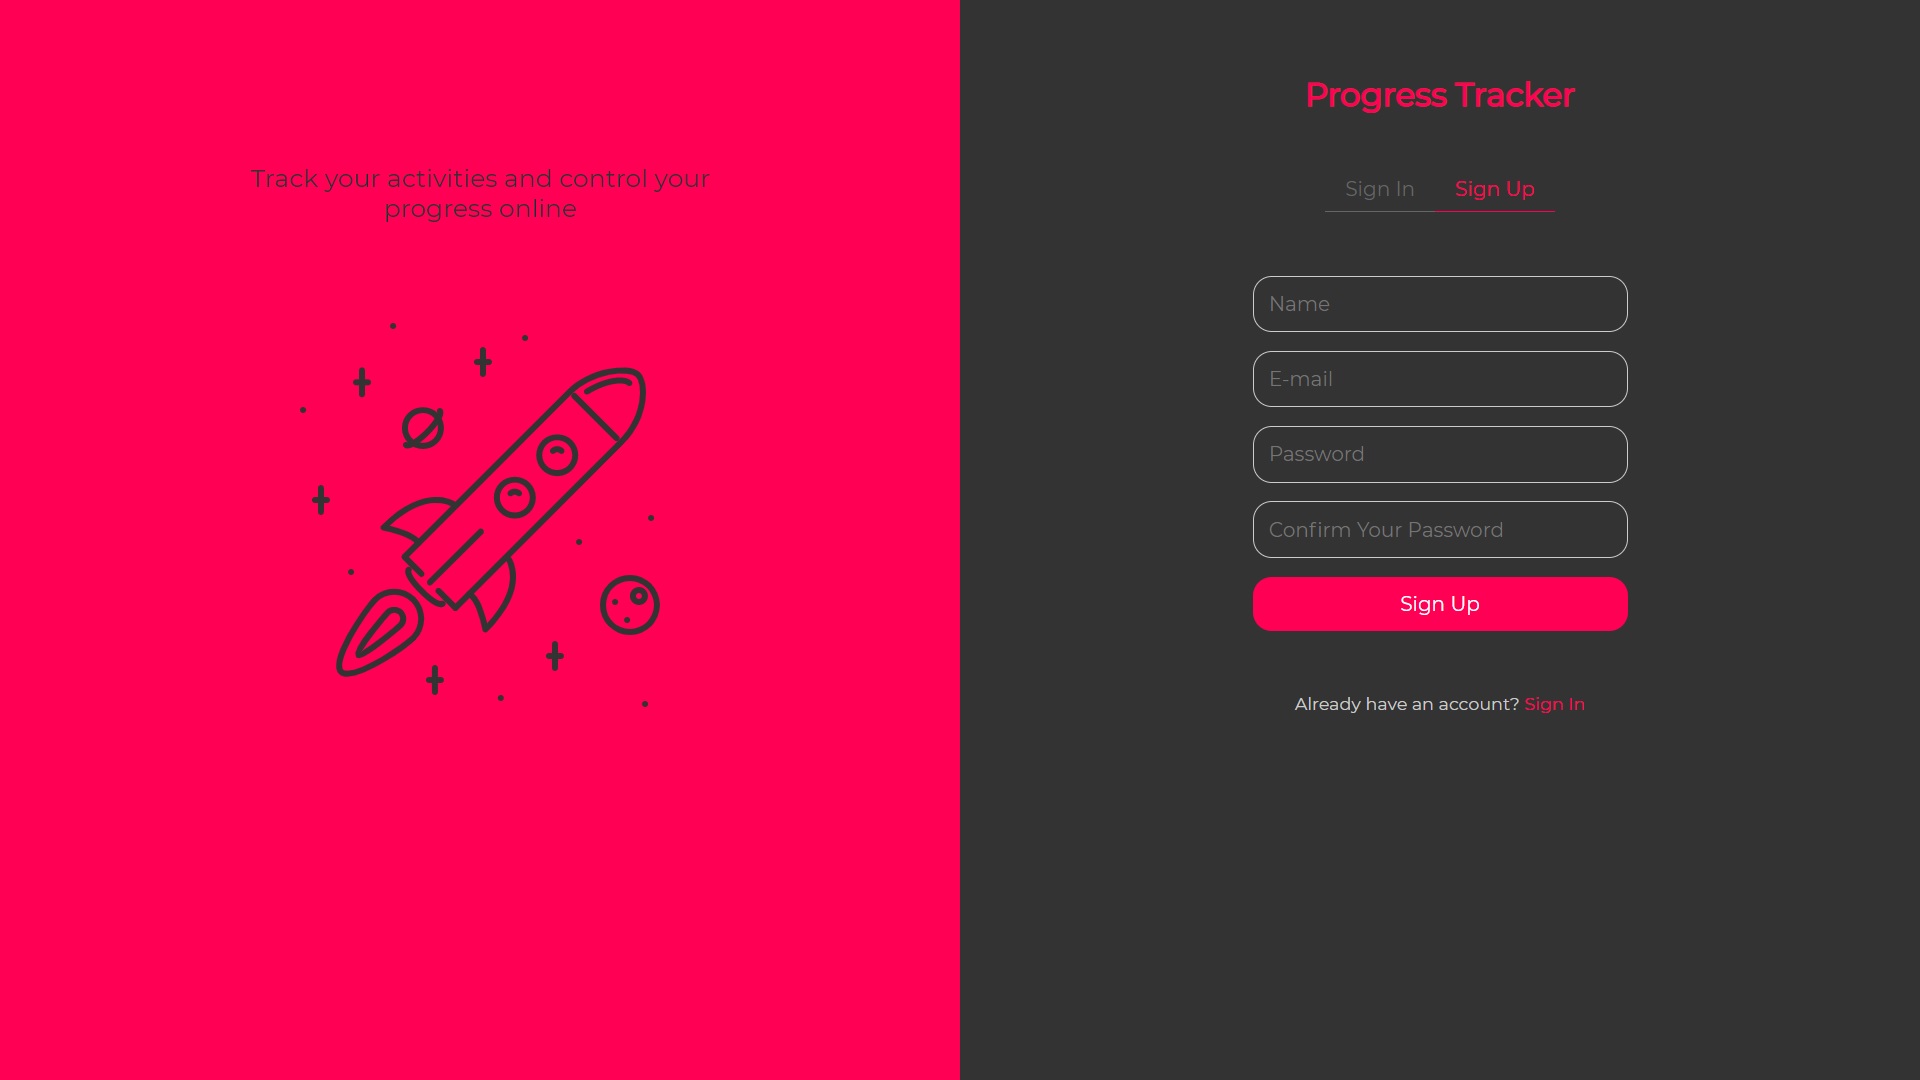 Track your activities and control your
progress online
Progress Tracker
Sign In Sign Up
Name
E-mail
Password
Confirm Your Password
Sign Up
Already have an account? Sign In